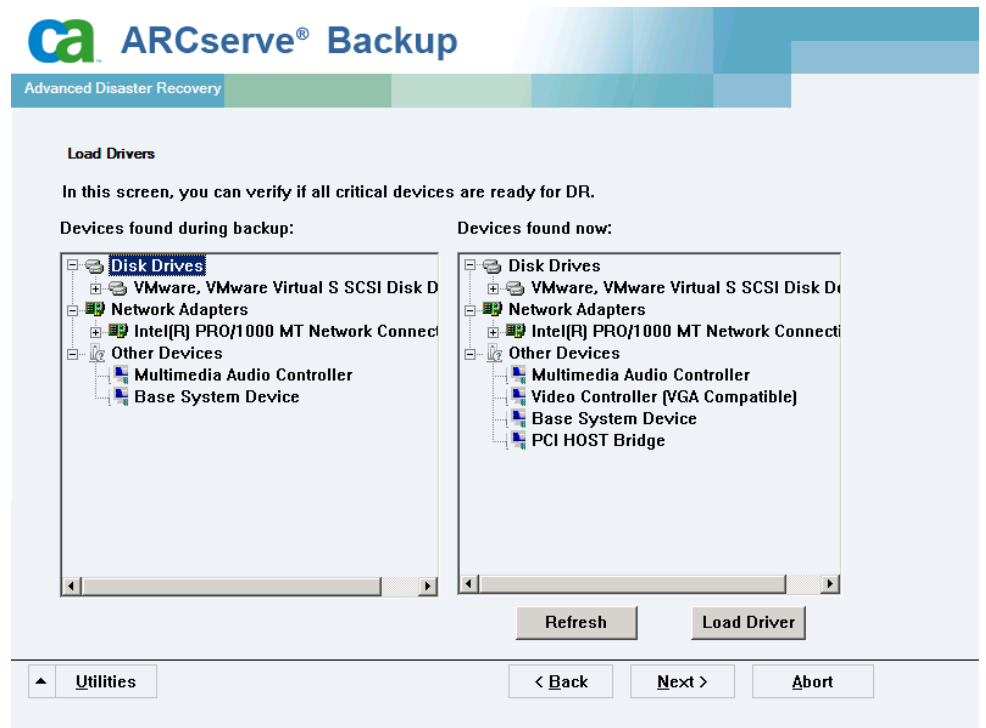 ca ARCserve® Backup
Advanced Disaster Recovery
Load Drivers
In this screen, you can verify if all critical devices are ready for DR.
Devices found during backup:
Disk Drives
VMware, VMware Virtual S SCSI Disk D
Network Adapters
Intel(R) PRO/1000 MT Network Connect
Other Devices
Multimedia Audio Controller
Base System Device
Devices found now:
Disk Drives
VMware, VMware Virtual S SCSI Disk De
Network Adapters
Intel(R) PRO/1000 MT Network Connecti
Other Devices
Multimedia Audio Controller
Video Controller (VGA Compatible)
Base System Device
PCI HOST Bridge
Refresh
Load Driver
Utilities
< Back
Next >
Abort